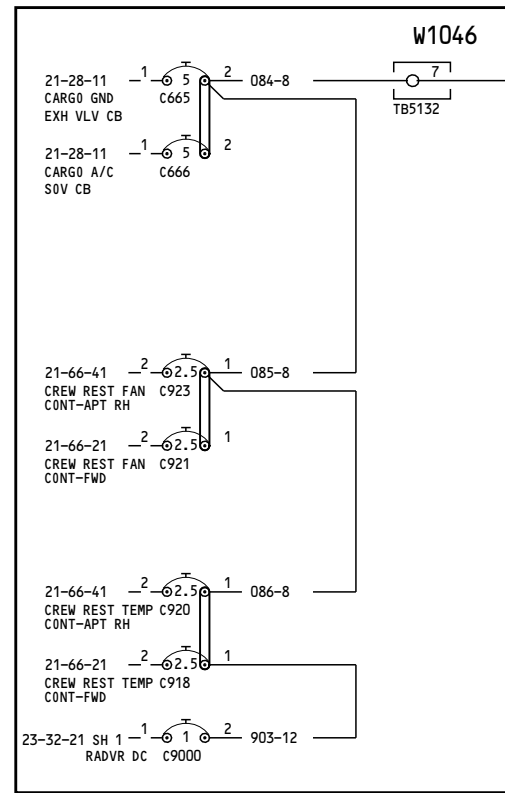 W1046
21-28-11 1 5 2 084-8 7
CARGO GND C665 TB5132
EXH VLV CB
21-28-11 1 5 2
CARGO A/C C666
SOV CB
21-66-41 2 2.5 1 085-8
CREW REST FAN C923
CONT-APT RH
21-66-21 2 2.5 1
CREW REST FAN C921
CONT-FWD
21-66-41 2 2.5 1 086-8
CREW REST TEMP C920
CONT-APT RH
21-66-21 2 2.5 1
CREW REST TEMP C918
CONT-FWD
23-32-21 SH 1 1 1 2 903-12
RADVR DC C9000